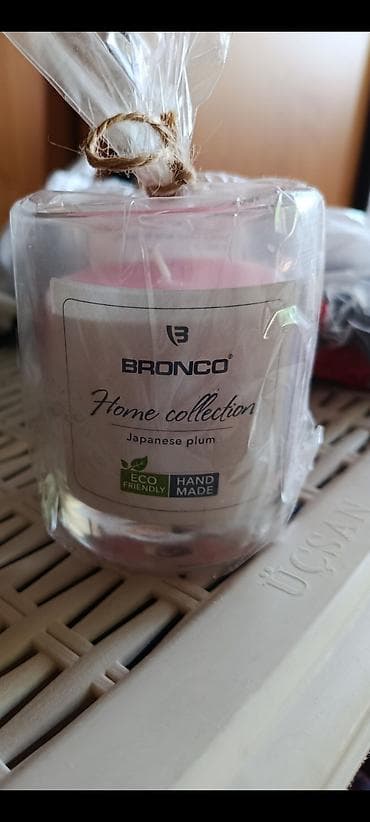 B
BRONCO®
Home collection
Japanese plum
ECO
FRIENDLY
HAND
MADE
ÜÇSAN